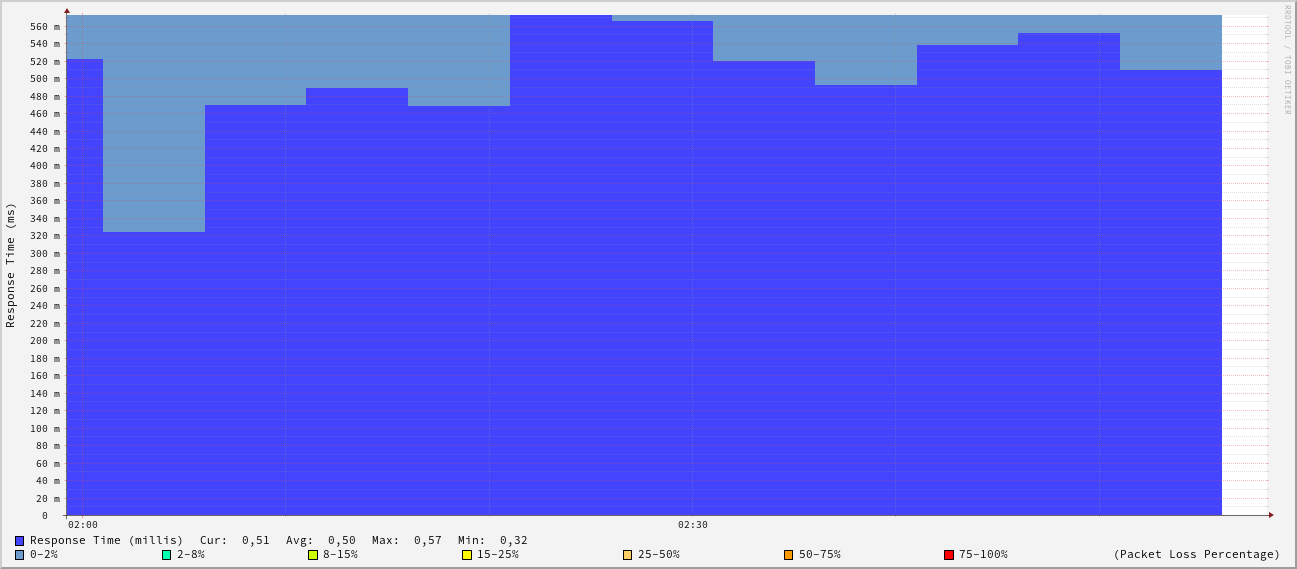 RRDTOOL / TOBI OETIKER
Response Time (ms)
560 m
540 m
520 m
500 m
480 m
460 m
440 m
420 m
400 m
380 m
360 m
340 m
320 m
300 m
280 m
260 m
240 m
220 m
200 m
180 m
160 m
140 m
120 m
100 m
80 m
60 m
40 m
20 m
0
02:00 02:30
Response Time (millis) Cur: 0,51 Avg: 0,50 Max: 0,57 Min: 0,32
0-2% 2-8% 8-15% 15-25% 25-50% 50-75% 75-100% (Packet Loss Percentage)